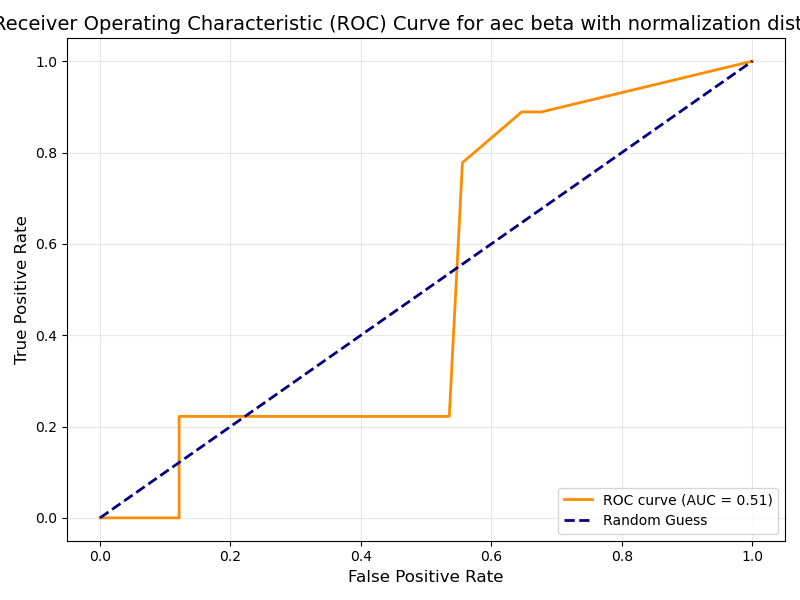 Receiver Operating Characteristic (ROC) Curve for aec beta with normalization dist
1.0
0.8
0.6
0.4
0.2
0.0
True Positive Rate
ROC curve (AUC = 0.51)
Random Guess
0.0 0.2 0.4 0.6 0.8 1.0
False Positive Rate